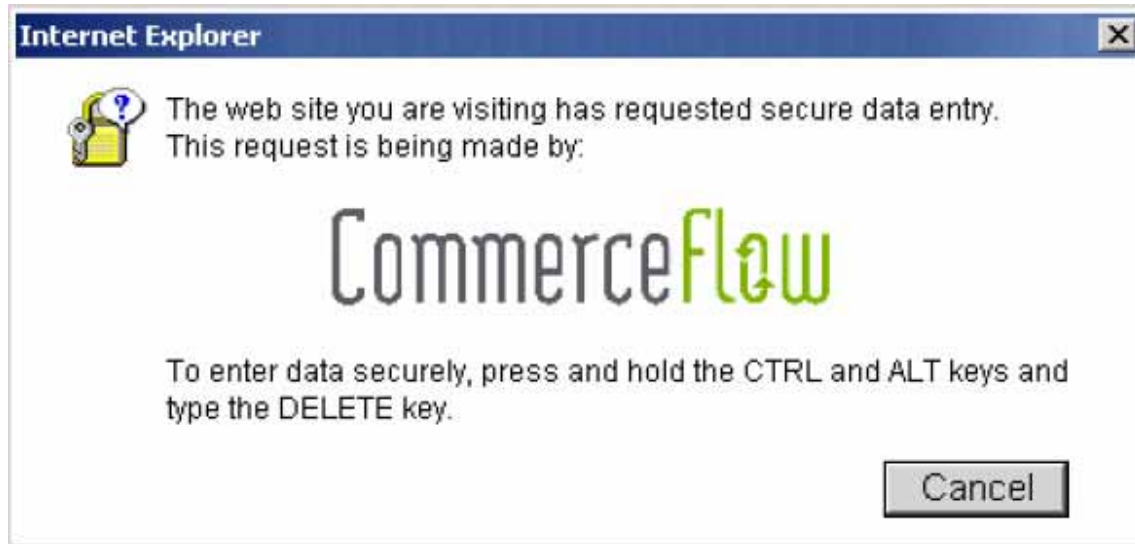 Internet Explorer
The web site you are visiting has requested secure data entry.
This request is being made by:
CommerceFlow
To enter data securely, press and hold the CTRL and ALT keys and
type the DELETE key.
Cancel